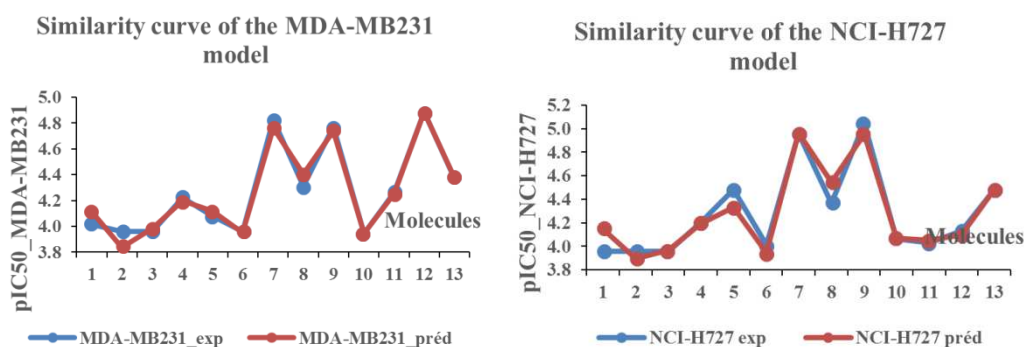 Similarity curve of the MDA-MB231
model
pIC50_MDA-MB231
5.0
4.8
4.6
4.4
4.2
4.0
3.8
Molecules
1 2 3 4 5 6 7 8 9 10 11 12 13
MDA-MB231_exp MDA-MB231_préd
Similarity curve of the NCI-H727
model
pIC50_NCI-H727
5.2
5.0
4.8
4.6
4.4
4.2
4.0
3.8
Molecules
1 2 3 4 5 6 7 8 9 10 11 12 13
NCI-H727 exp NCI-H727 préd